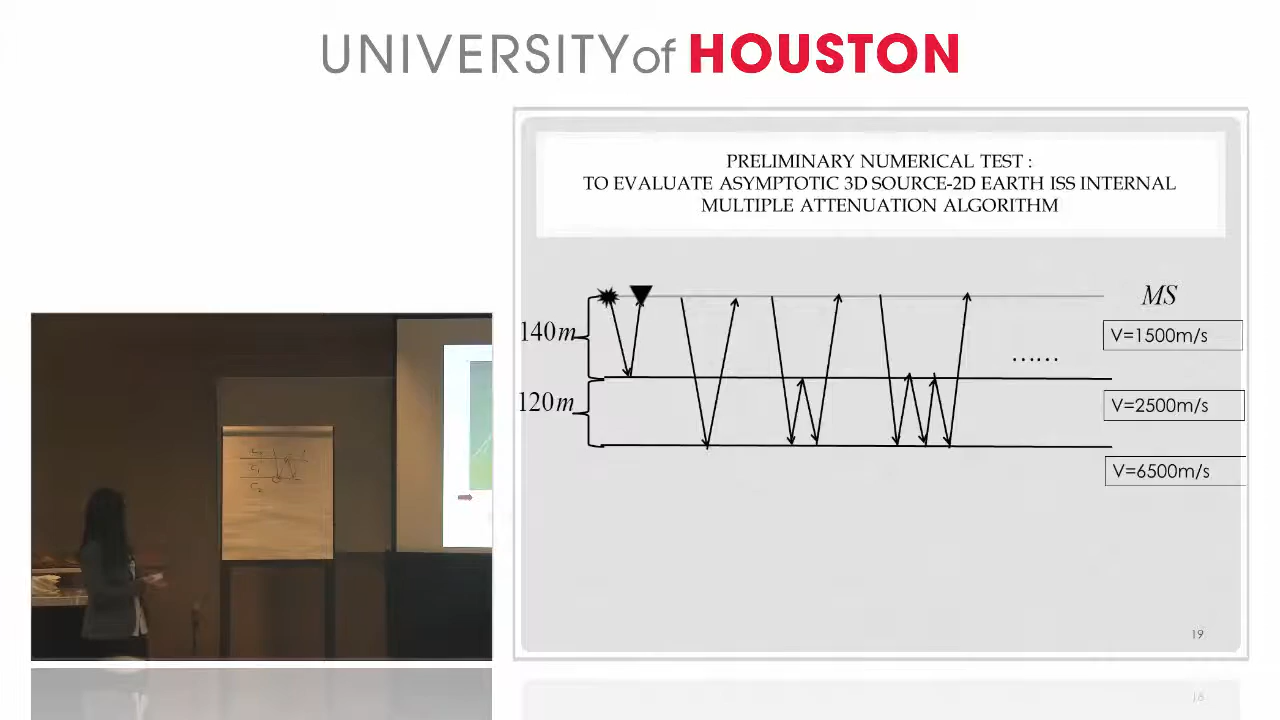 UNIVERSITY of HOUSTON
PRELIMINARY NUMERICAL TEST :
TO EVALUATE ASYMPTOTIC 3D SOURCE-2D EARTH ISS INTERNAL
MULTIPLE ATTENUATION ALGORITHM
MS
140m
V=1500m/s
......
120m
V=2500m/s
V=6500m/s
19
18